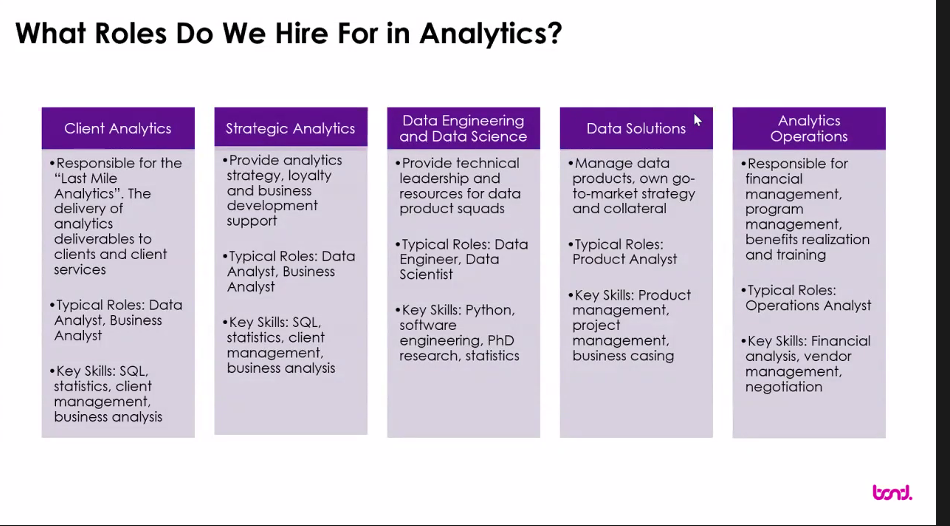 What Roles Do We Hire For in Analytics?
Client Analytics
•Responsible for the
“Last Mile
Analytics”. The
delivery of
analytics
deliverables to
clients and client
services
•Typical Roles: Data
Analyst, Business
Analyst
•Key Skills: SQL,
statistics, client
management,
business analysis
Strategic Analytics
•Provide analytics
strategy, loyalty
and business
development
support
•Typical Roles: Data
Analyst, Business
Analyst
•Key Skills: SQL,
statistics, client
management,
business analysis
Data Engineering
and Data Science
•Provide technical
leadership and
resources for data
product squads
•Typical Roles: Data
Engineer, Data
Scientist
•Key Skills: Python,
software
engineering, PhD
research, statistics
Data Solutions
•Manage data
products, own go-
to-market strategy
and collateral
•Typical Roles:
Product Analyst
•Key Skills: Product
management,
project
management,
business casing
Analytics
Operations
•Responsible for
financial
management,
program
management,
benefits realization
and training
•Typical Roles:
Operations Analyst
•Key Skills: Financial
analysis, vendor
management,
negotiation
bond.